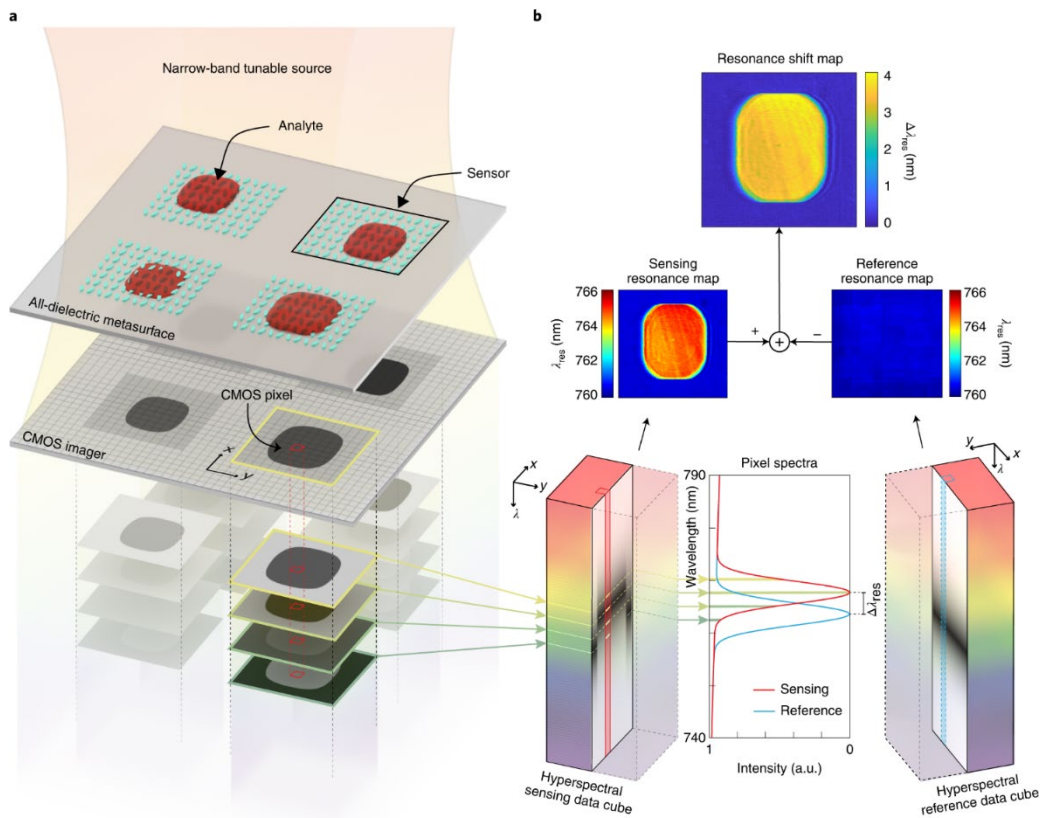 a
Narrow-band tunable source
Analyte
Sensor
All-dielectric metasurface
CMOS pixel
CMOS imager
x
y
b
Resonance shift map
4
3
2
1
0
Δλres (nm)
Sensing
resonance map
Reference
resonance map
766
764
762
760
λres (nm)
+
+
−
766
764
762
760
λres (nm)
x
y
λ
Pixel spectra
790
Wavelength (nm)
740
1
0
Intensity (a.u.)
Δλres
Sensing
Reference
y
x
λ
Hyperspectral
sensing data cube
Hyperspectral
reference data cube